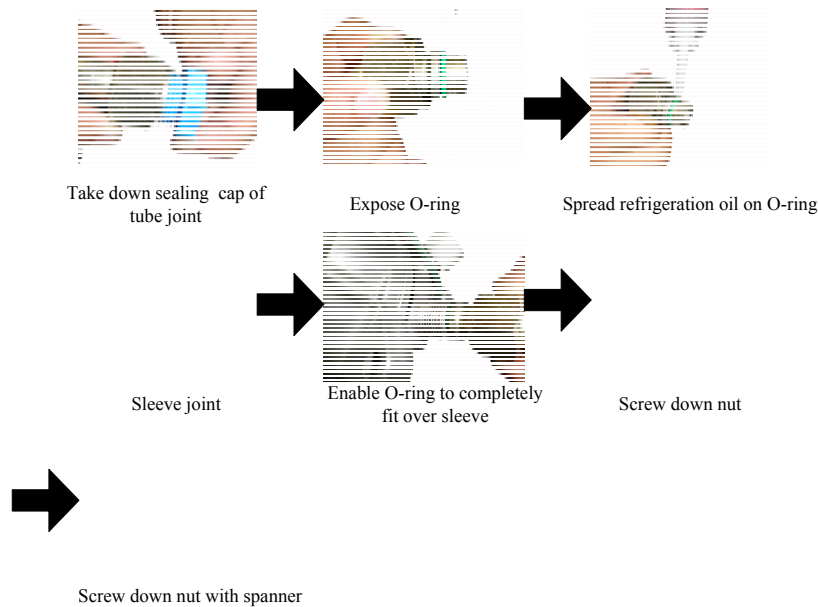 Take down sealing cap of
tube joint
Expose O-ring
Spread refrigeration oil on O-ring
Sleeve joint
Enable O-ring to completely
fit over sleeve
Screw down nut
Screw down nut with spanner